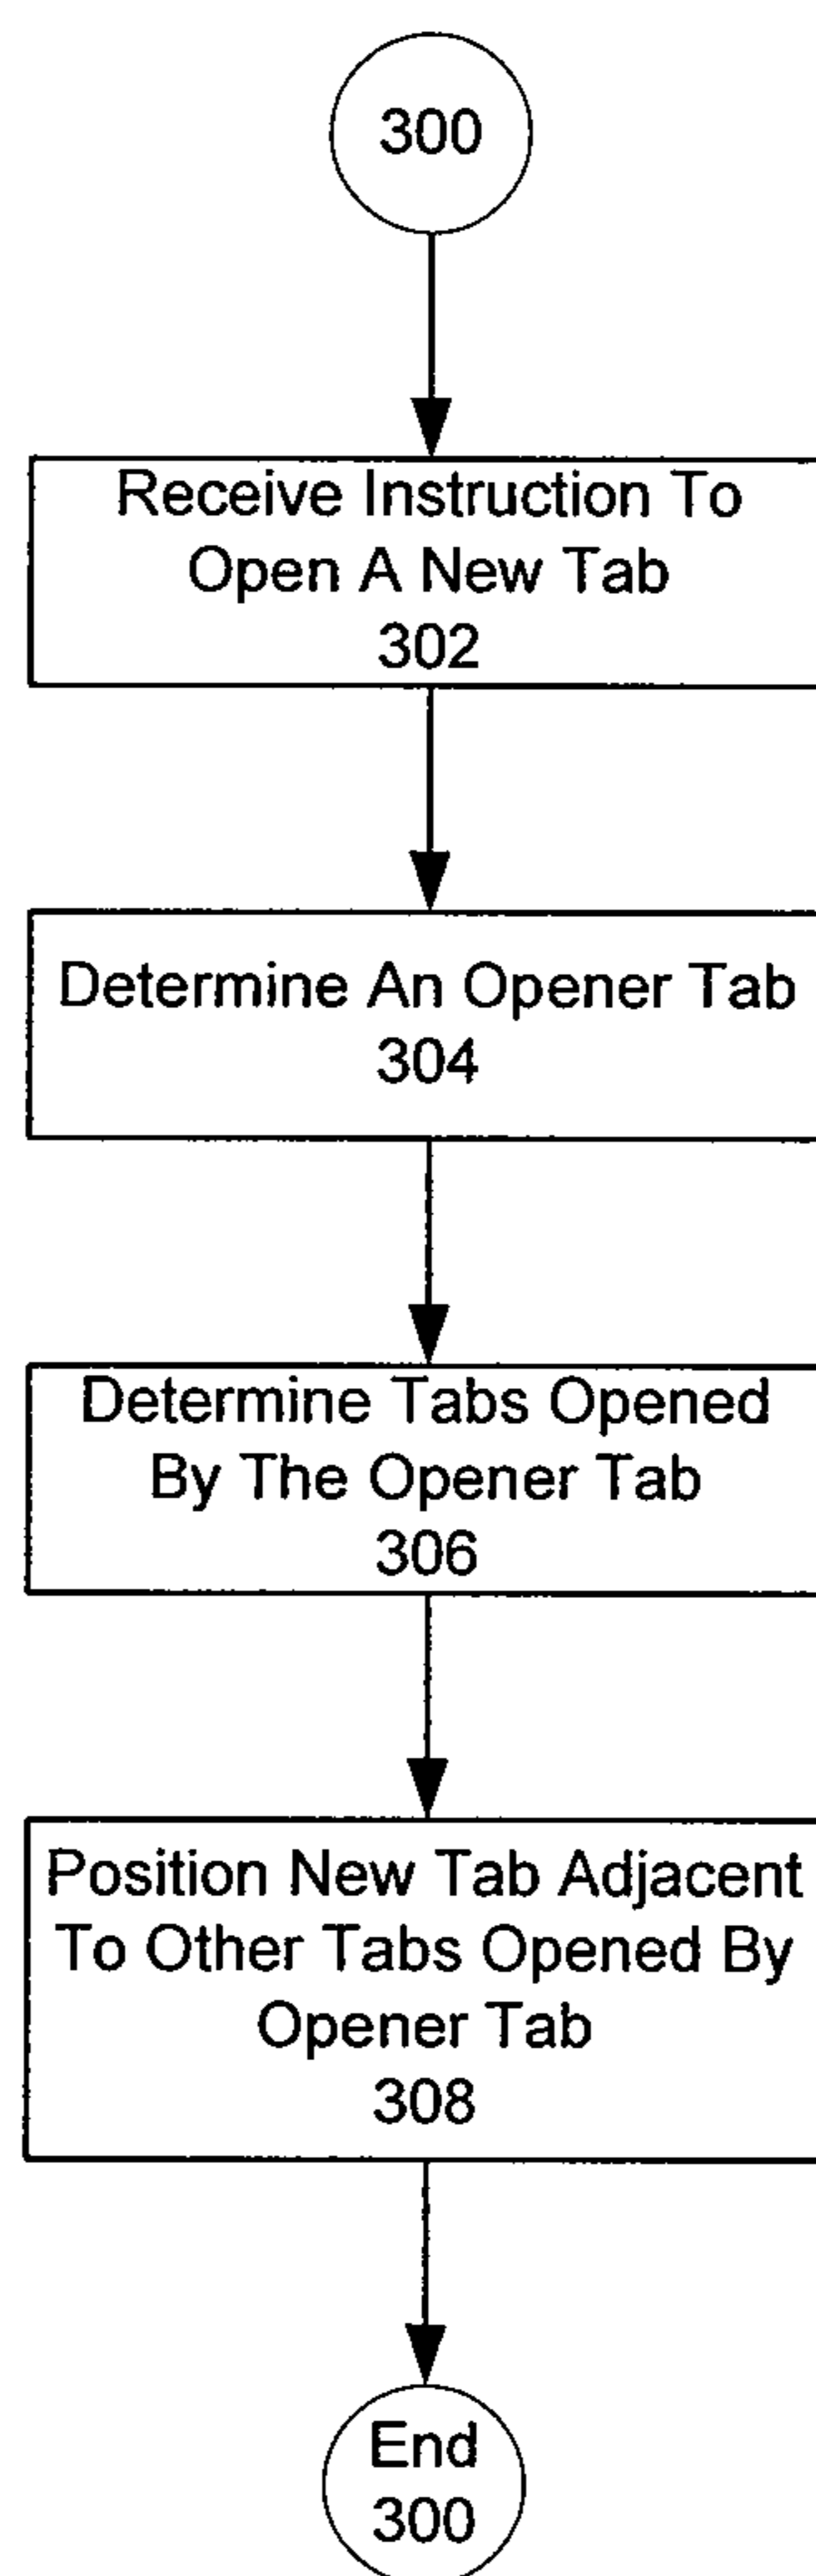 300
Receive Instruction To
Open A New Tab
302
Determine An Opener Tab
304
Determine Tabs Opened
By The Opener Tab
306
Position New Tab Adjacent
To Other Tabs Opened By
Opener Tab
308
End
300